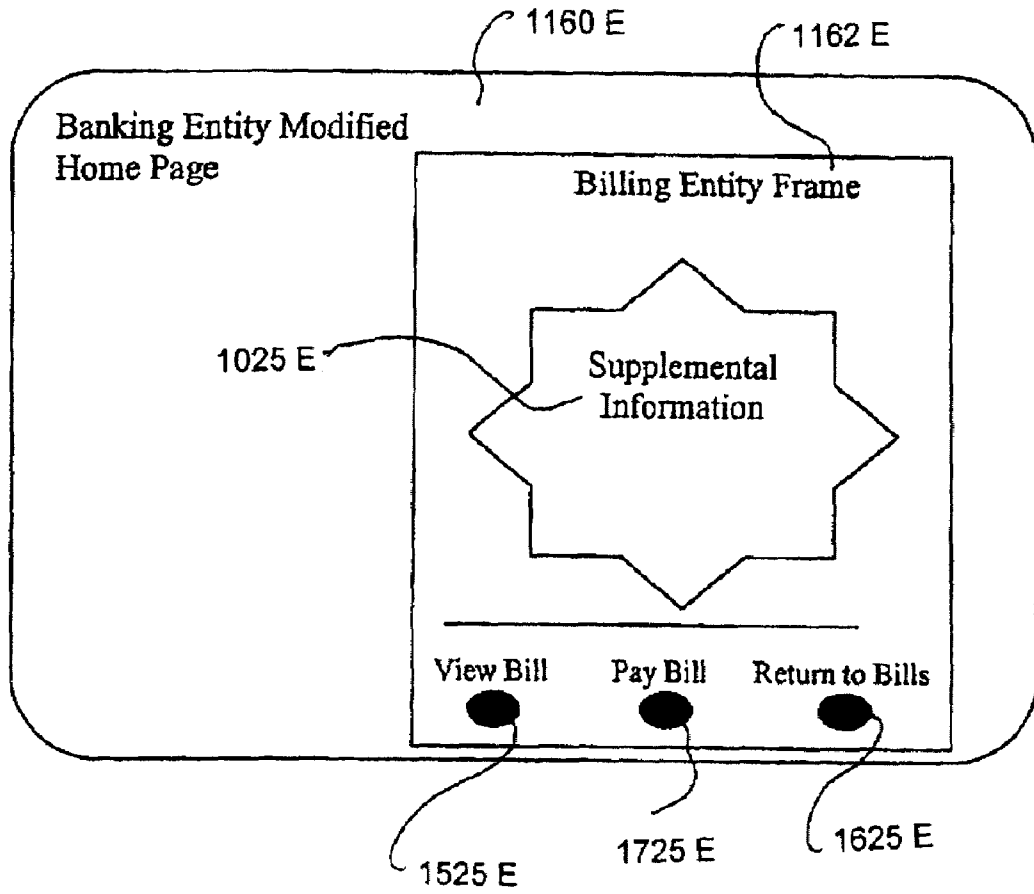 1160 E
1162 E
Banking Entity Modified
Home Page
Billing Entity Frame
1025 E
Supplemental
Information
View Bill
Pay Bill
Return to Bills
1525 E
1725 E
1625 E